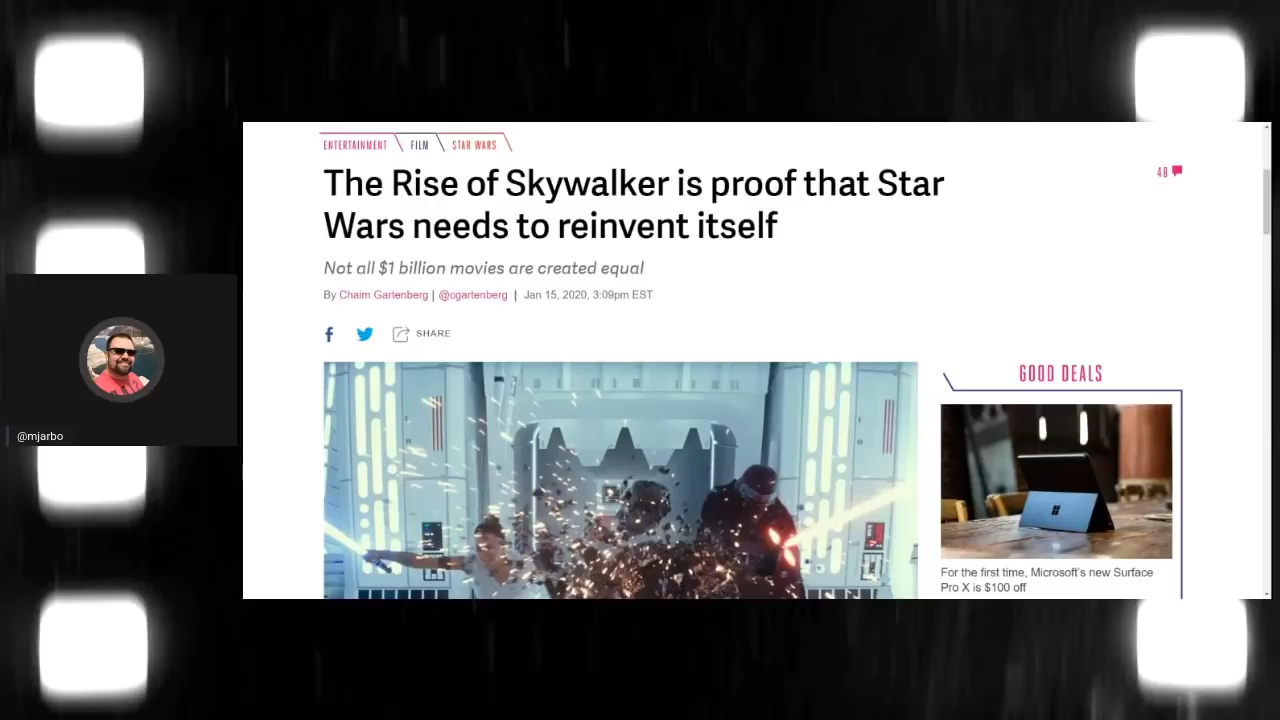 ENTERTAINMENT FILM STAR WARS
The Rise of Skywalker is proof that Star
Wars needs to reinvent itself
40
Not all $1 billion movies are created equal
By Chaim Gartenberg | @cgartenberg | Jan 15, 2020, 3:09pm EST
SHARE
GOOD DEALS
@mjarbo
For the first time, Microsoft's new Surface
Pro X is $100 off